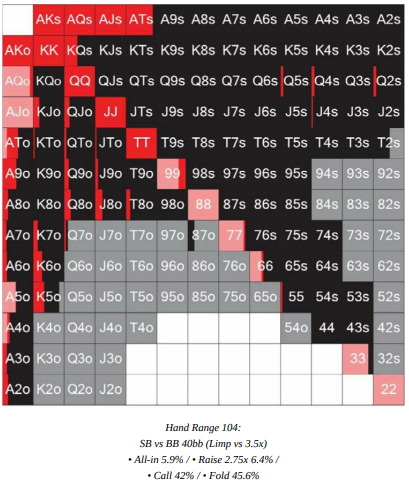 AKs AQs AJs ATs A9s A8s A7s A6s A5s A4s A3s A2s
AKo KK KQs KJs KTs K9s K8s K7s K6s K5s K4s K3s K2s
AQo KQo QQ QJs QTs Q9s Q8s Q7s Q6s Q5s Q4s Q3s Q2s
AJo KJo QJo JJ JTs J9s J8s J7s J6s J5s J4s J3s J2s
ATo KTo QTo JTo TT T9s T8s T7s T6s T5s T4s T3s T2s
A9o K9o Q9o J9o T9o 99 98s 97s 96s 95s 94s 93s 92s
A8o K8o Q8o J8o T8o 98o 88 87s 86s 85s 84s 83s 82s
A7o K7o Q7o J7o T7o 97o 87o 77 76s 75s 74s 73s 72s
A6o K6o Q6o J6o T6o 96o 86o 76o 66 65s 64s 63s 62s
A5o K5o Q5o J5o T5o 95o 85o 75o 65o 55 54s 53s 52s
A4o K4o Q4o J4o T4o 54o 44 43s 42s
A3o K3o Q3o J3o 33 32s
A2o K2o Q2o J2o 22
Hand Range 104:
SB vs BB 40bb (Limp vs 3.5x)
• All-in 5.9% / • Raise 2.75x 6.4% /
• Call 42% / • Fold 45.6%